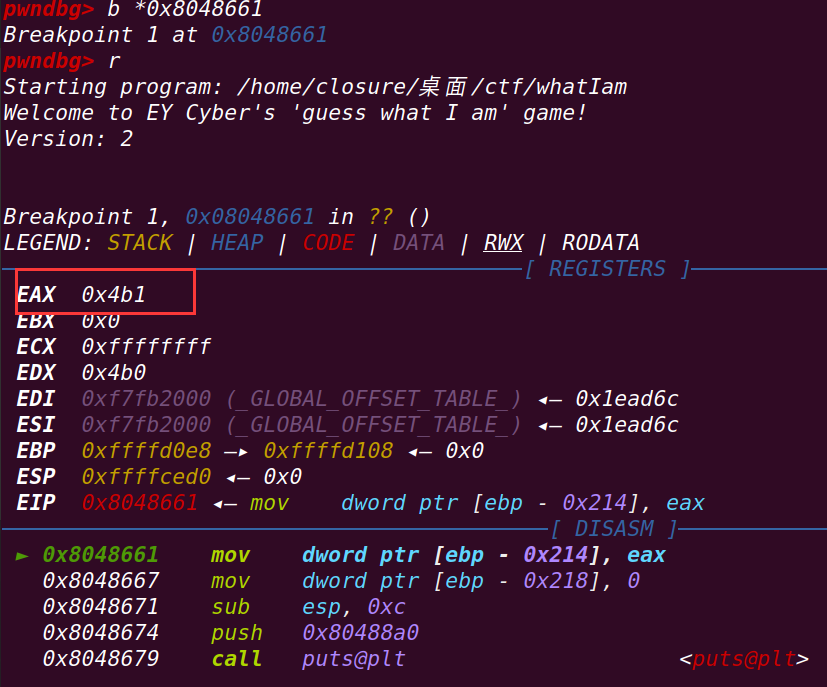 pwndbg> b *0x8048661
Breakpoint 1 at 0x8048661
pwndbg> r
Starting program: /home/closure/桌面/ctf/whatIam
Welcome to EY Cyber's 'guess what I am' game!
Version: 2
Breakpoint 1, 0x08048661 in ?? ()
LEGEND: STACK | HEAP | CODE | DATA | RWX | RODATA
[ REGISTERS ]
EAX 0x4b1
EBX 0x0
ECX 0xffffffff
EDX 0x4b0
EDI 0xf7fb2000 (_GLOBAL_OFFSET_TABLE_) ◂— 0x1ead6c
ESI 0xf7fb2000 (_GLOBAL_OFFSET_TABLE_) ◂— 0x1ead6c
EBP 0xffffd0e8 —▸ 0xffffd108 ◂— 0x0
ESP 0xffffced0 ◂— 0x0
EIP 0x8048661 ◂— mov dword ptr [ebp - 0x214], eax
[ DISASM ]
► 0x8048661 mov dword ptr [ebp - 0x214], eax
0x8048667 mov dword ptr [ebp - 0x218], 0
0x8048671 sub esp, 0xc
0x8048674 push 0x80488a0
0x8048679 call puts@plt <puts@plt>